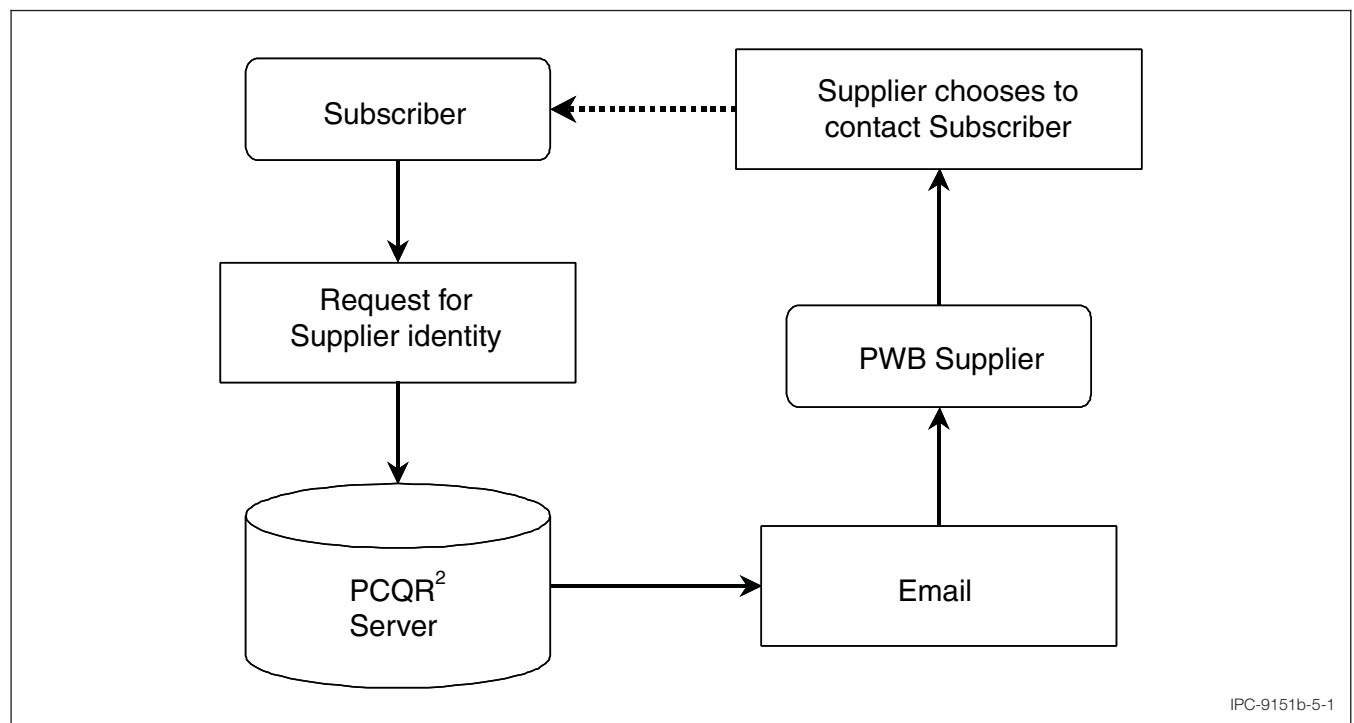 Subscriber
Request for
Supplier identity
PCQR²
Server
Email
PWB Supplier
Supplier chooses to
contact Subscriber
IPC-9151b-5-1